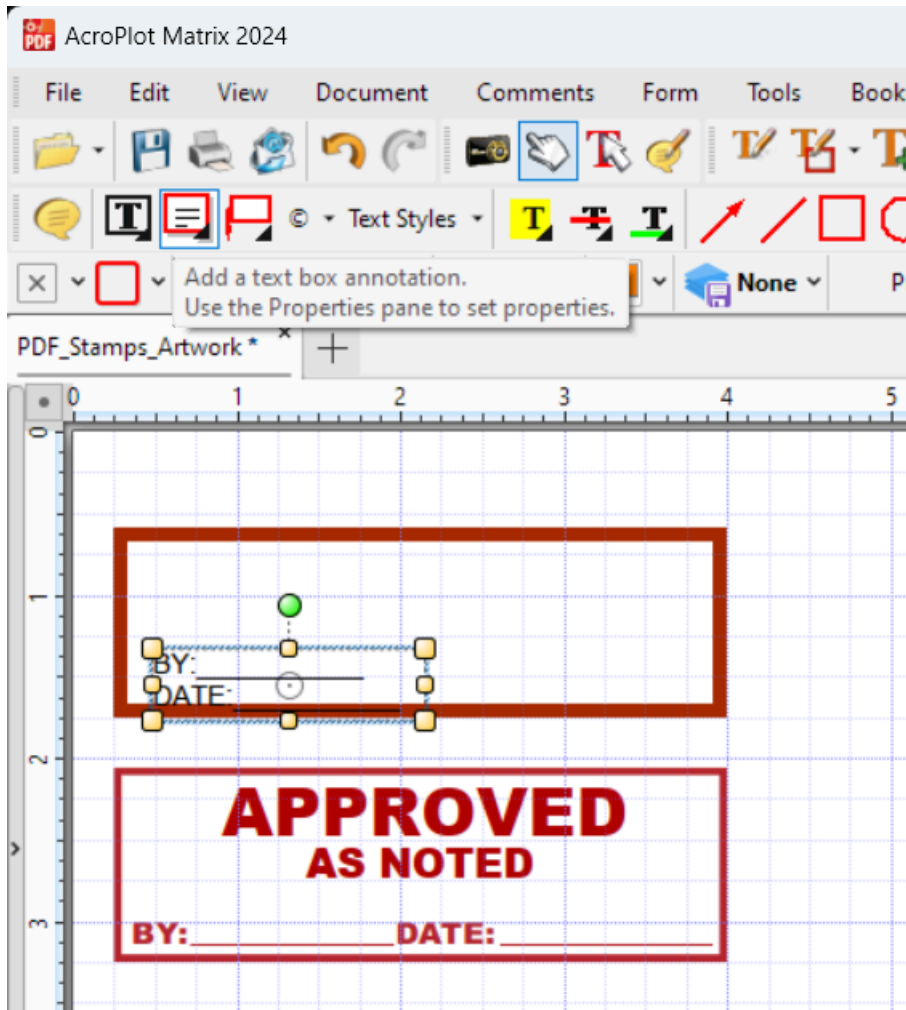 PDF AcroPlot Matrix 2024
File Edit View Document Comments Form Tools Book
T T T T
T © Text Styles T T T
Add a text box annotation.
Use the Properties pane to set properties.
None P
PDF_Stamps_Artwork *
0 1 2 3 4 5
0
1
BY:
DATE:
2
APPROVED
AS NOTED
3
BY: DATE: